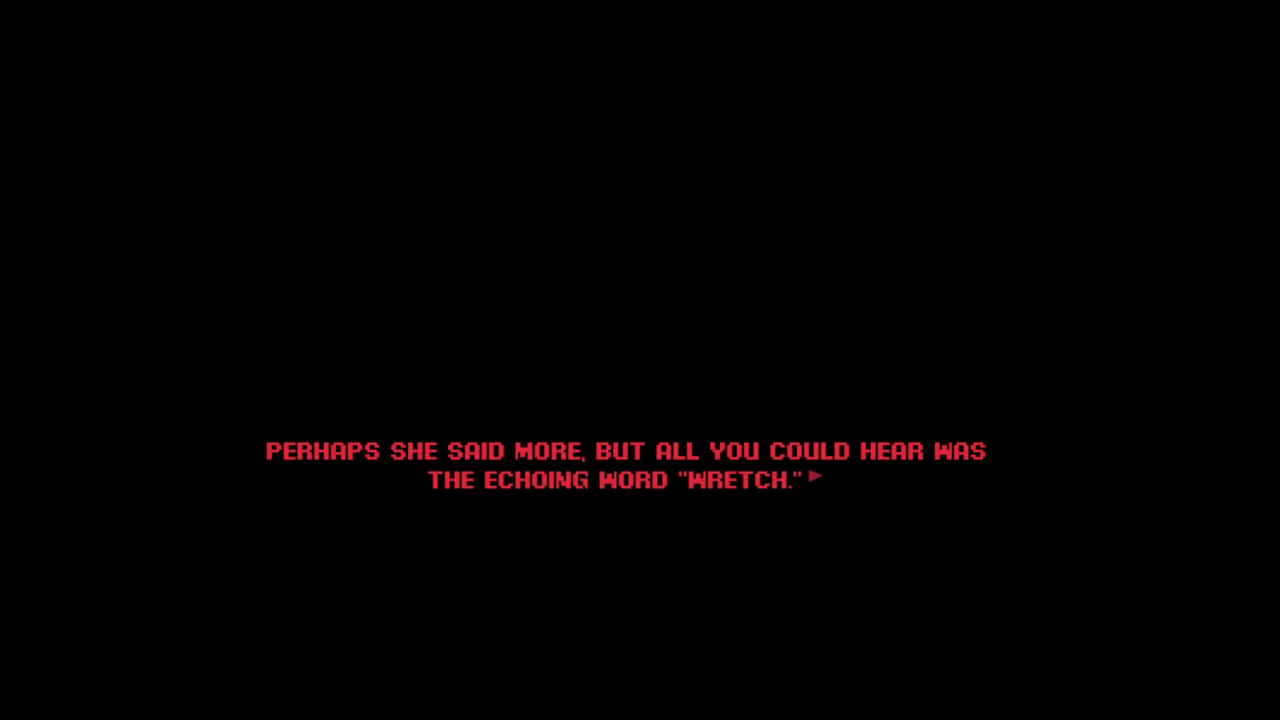 PERHAPS SHE SAID MORE, BUT ALL YOU COULD HEAR WAS
THE ECHOING WORD "WRETCH."